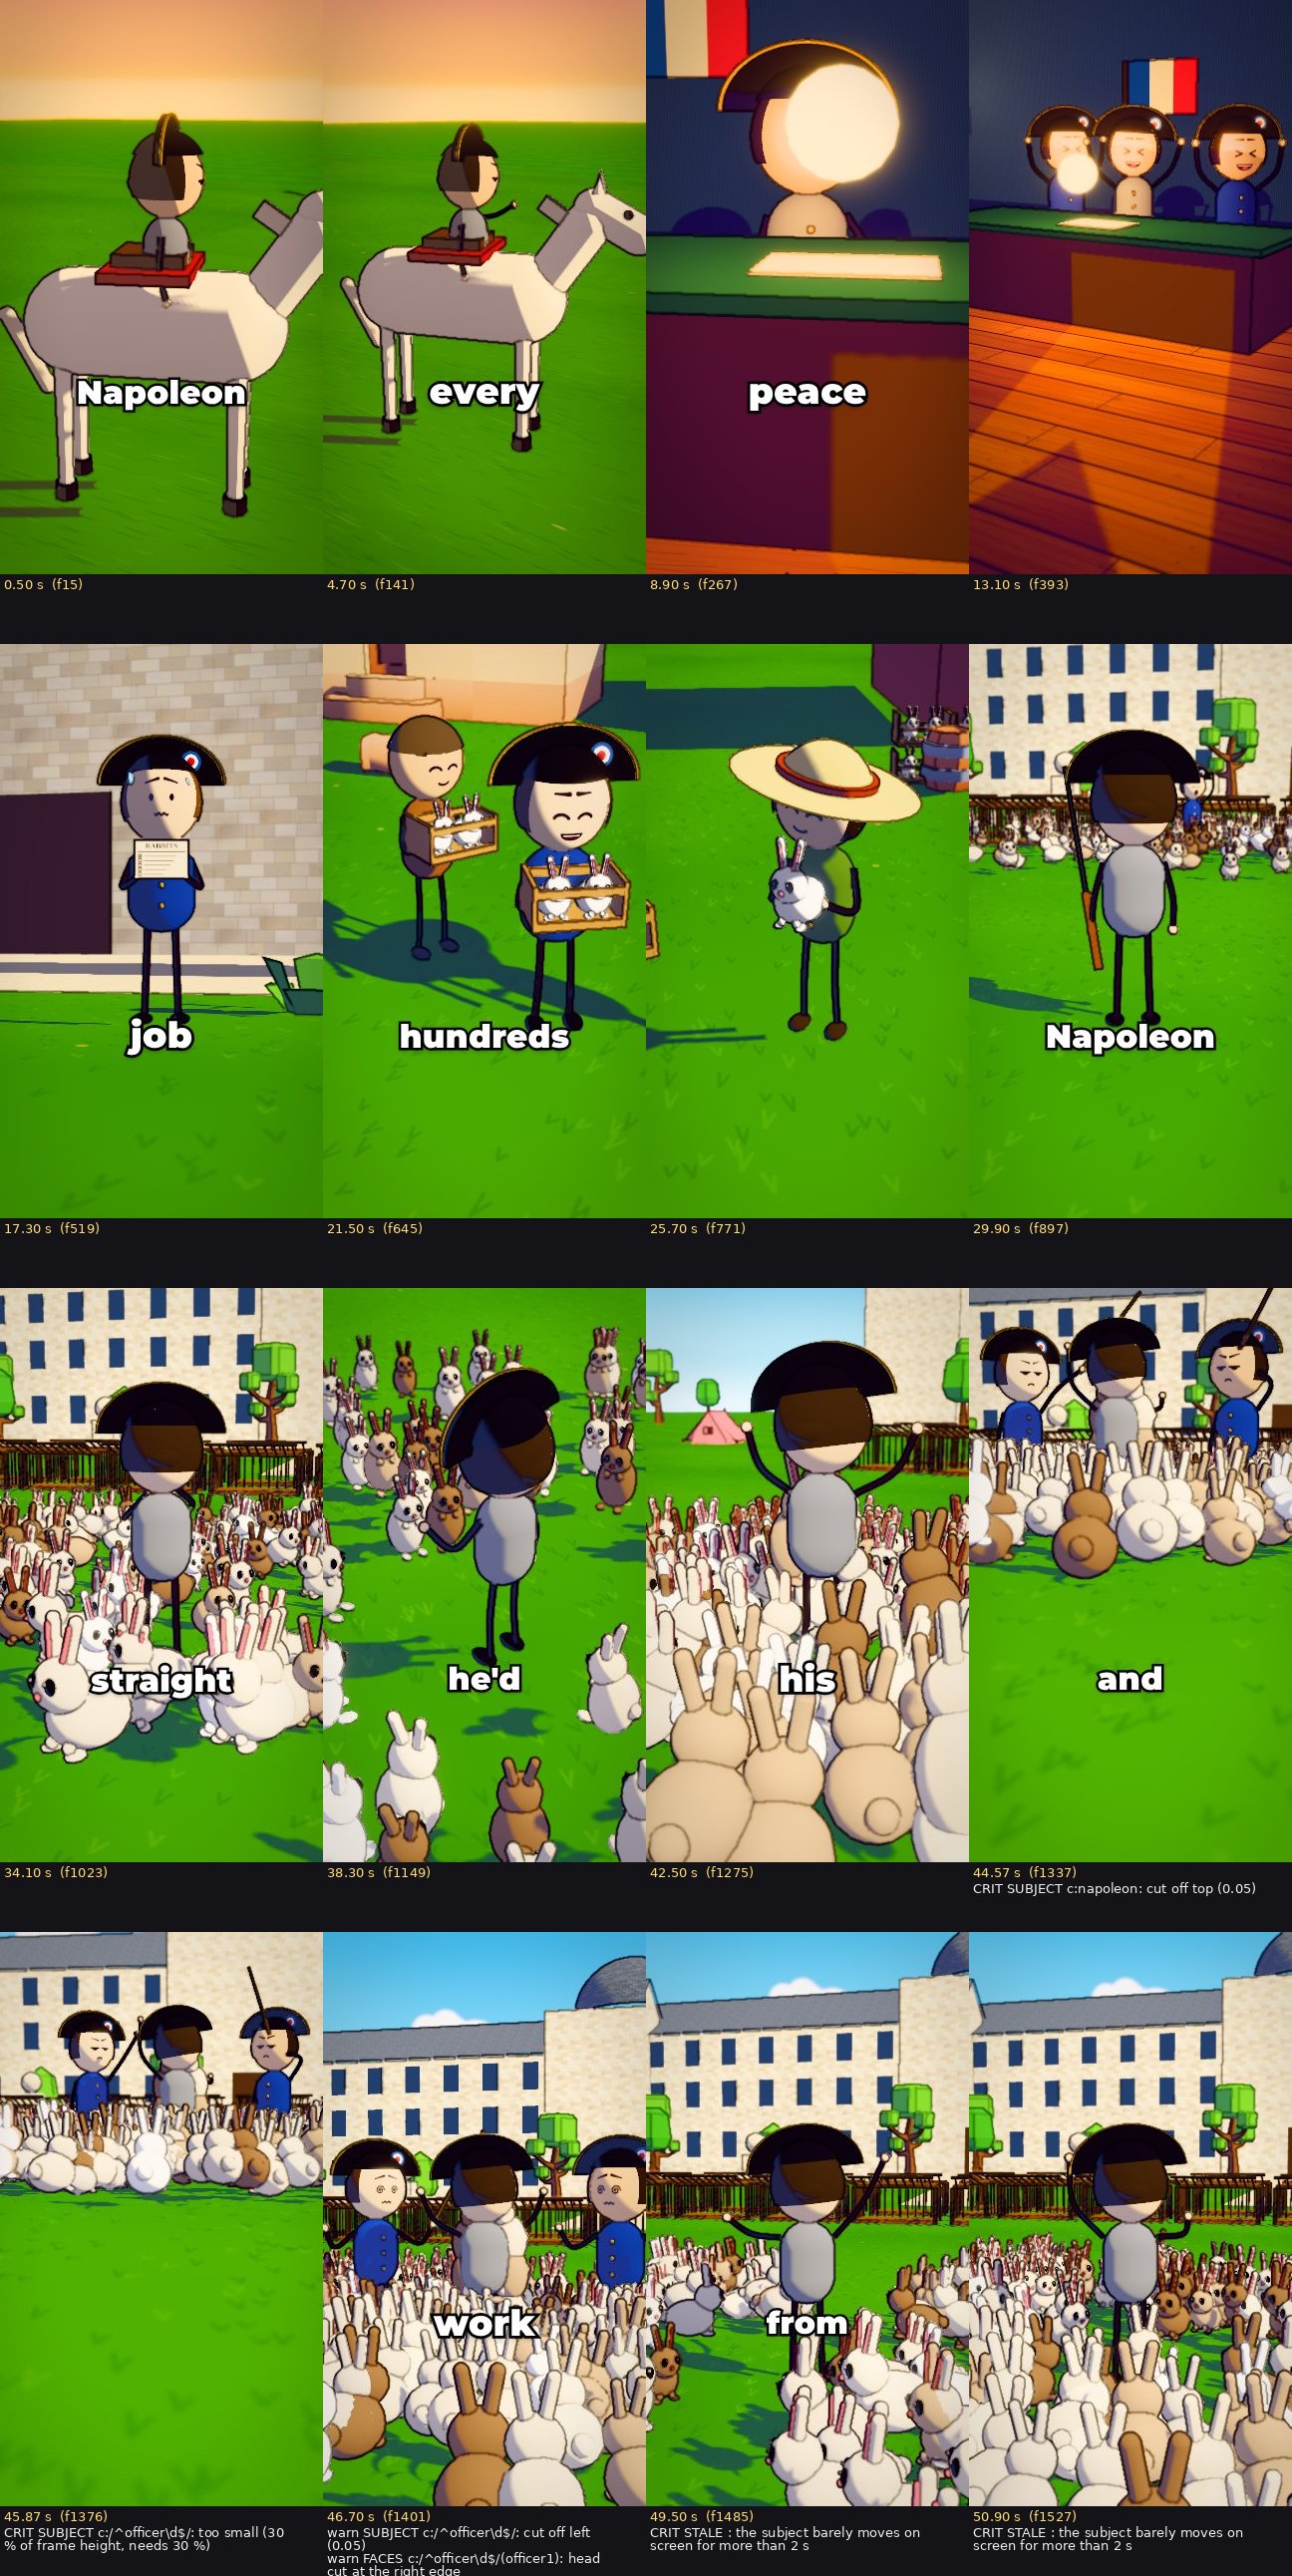 Napoleon
every
peace
0.50 s (f15)
4.70 s (f141)
8.90 s (f267)
13.10 s (f393)
RABBITS
job
hundreds
Napoleon
17.30 s (f519)
21.50 s (f645)
25.70 s (f771)
29.90 s (f897)
straight
he'd
his
and
34.10 s (f1023)
38.30 s (f1149)
42.50 s (f1275)
44.57 s (f1337)
CRIT SUBJECT c:napoleon: cut off top (0.05)
work
from
45.87 s (f1376)
CRIT SUBJECT c:/^officer\d$/: too small (30
% of frame height, needs 30 %)
46.70 s (f1401)
warn SUBJECT c:/^officer\d$/: cut off left
(0.05)
warn FACES c:/^officer\d$/(officer1): head
cut at the right edge
49.50 s (f1485)
CRIT STALE : the subject barely moves on
screen for more than 2 s
50.90 s (f1527)
CRIT STALE : the subject barely moves on
screen for more than 2 s